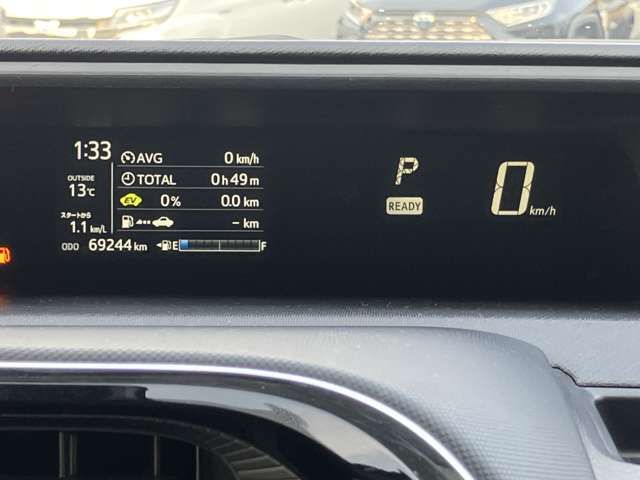 1:33
AVG 0 km/h
OUTSIDE
13℃
TOTAL 0h49m
EV 0% 0.0 km
スタートから
1.1 km/L
- km
ODO 69244 km E F
P
READY
0 km/h